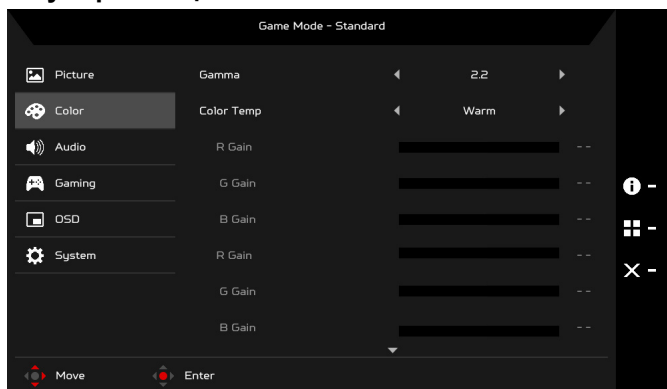 Game Mode - Standard
Picture
Gamma 2.2
Color
Color Temp Warm
Audio
R Gain --
Gaming
G Gain --
OSD
B Gain --
System
R Gain --
G Gain --
B Gain --
Move Enter